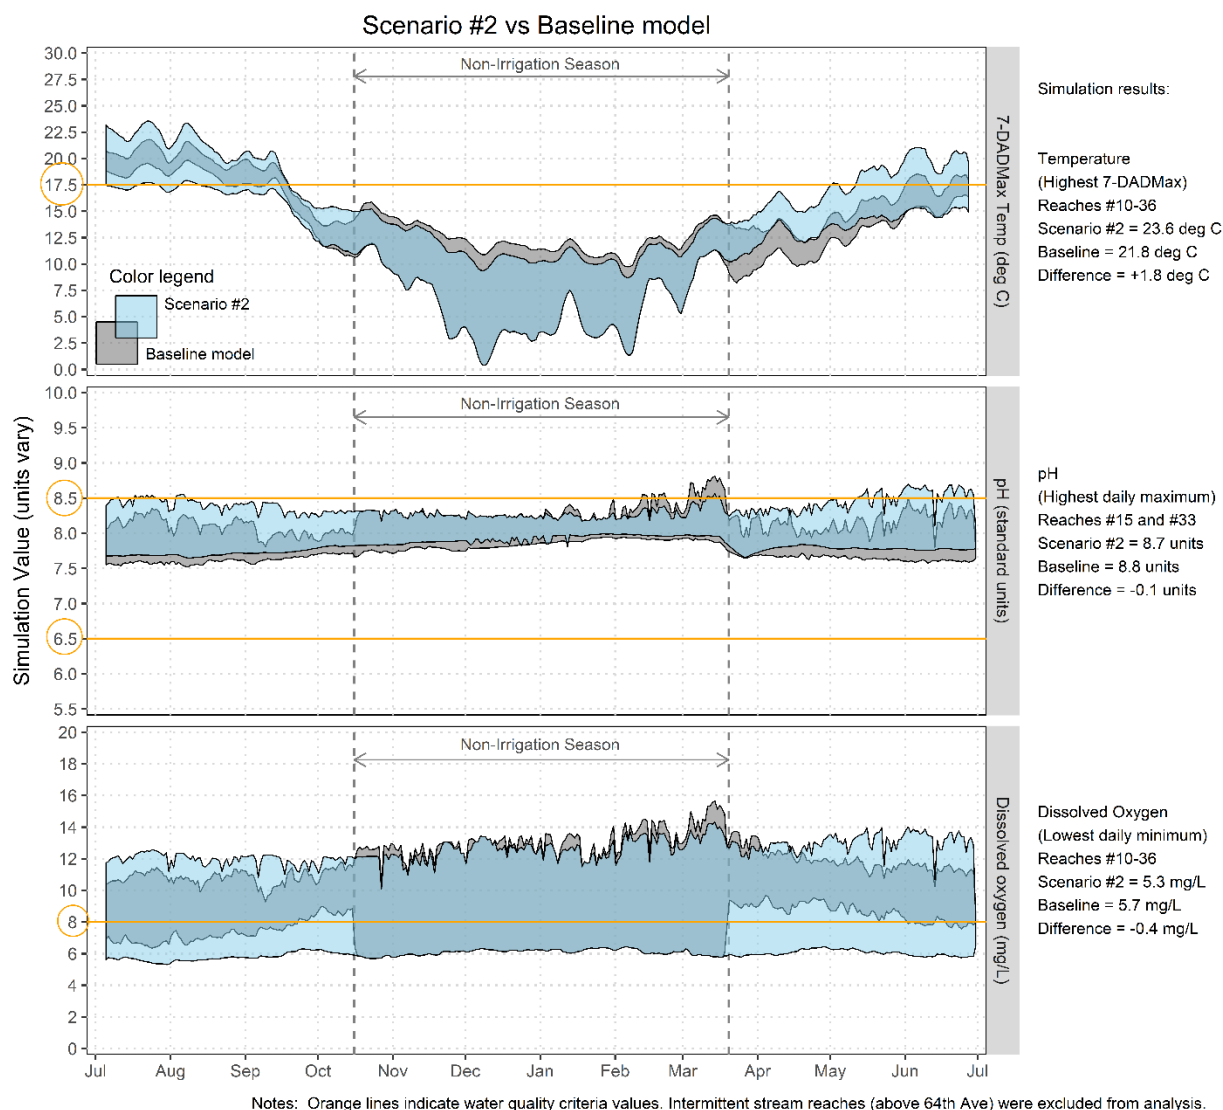 Scenario #2 vs Baseline model
30.0
27.5
25.0
22.5
20.0
17.5
15.0
12.5
10.0
7.5
5.0
2.5
0.0
Non-Irrigation Season
Color legend
Scenario #2
Baseline model
7-DADMax Temp (deg C)
Simulation results:
Temperature
(Highest 7-DADMax)
Reaches #10-36
Scenario #2 = 23.6 deg C
Baseline = 21.8 deg C
Difference = +1.8 deg C
Simulation Value (units vary)
10.0
9.5
9.0
8.5
8.0
7.5
7.0
6.5
6.0
5.5
Non-Irrigation Season
pH (standard units)
pH
(Highest daily maximum)
Reaches #15 and #33
Scenario #2 = 8.7 units
Baseline = 8.8 units
Difference = -0.1 units
20
18
16
14
12
10
8
6
4
2
0
Non-Irrigation Season
Dissolved oxygen (mg/L)
Dissolved Oxygen
(Lowest daily minimum)
Reaches #10-36
Scenario #2 = 5.3 mg/L
Baseline = 5.7 mg/L
Difference = -0.4 mg/L
Jul Aug Sep Oct Nov Dec Jan Feb Mar Apr May Jun Jul
Notes: Orange lines indicate water quality criteria values. Intermittent stream reaches (above 64th Ave) were excluded from analysis.